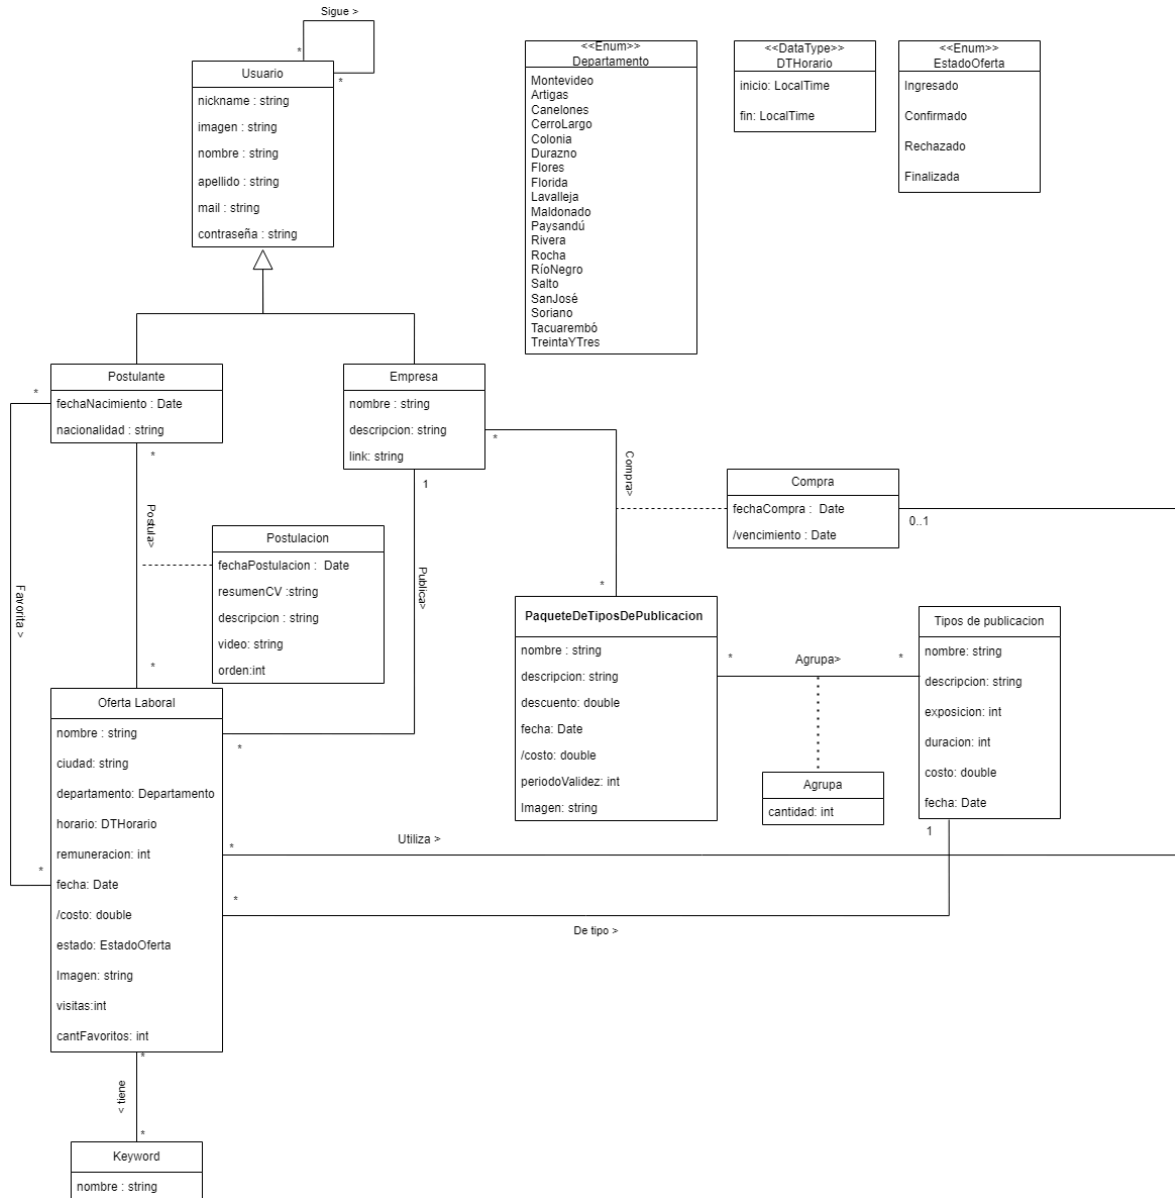 Sigue >
*
*
Usuario
nickname : string
imagen : string
nombre : string
apellido : string
mail : string
contraseña : string
<<Enum>>
Departamento
Montevideo
Artigas
Canelones
CerroLargo
Colonia
Durazno
Flores
Florida
Lavalleja
Maldonado
Paysandú
Rivera
Rocha
RíoNegro
Salto
SanJosé
Soriano
Tacuarembó
TreintaYTres
<<DataType>>
DTHorario
inicio: LocalTime
fin: LocalTime
<<Enum>>
EstadoOferta
Ingresado
Confirmado
Rechazado
Finalizada
Postulante
fechaNacimiento : Date
nacionalidad : string
*
*
Empresa
nombre : string
descripcion: string
link: string
*
1
Compra>
Compra
fechaCompra : Date
/vencimiento : Date
0..1
Postula>
Postulacion
fechaPostulacion : Date
resumenCV :string
descripcion : string
video: string
orden:int
Publica>
Favorita >
*
*
PaqueteDeTiposDePublicacion
nombre : string
descripcion: string
descuento: double
fecha: Date
/costo: double
periodoValidez: int
Imagen: string
*
Agrupa>
*
Tipos de publicacion
nombre: string
descripcion: string
exposicion: int
duracion: int
costo: double
fecha: Date
1
Agrupa
cantidad: int
Oferta Laboral
nombre : string
ciudad: string
departamento: Departamento
horario: DTHorario
remuneracion: int
fecha: Date
/costo: double
estado: EstadoOferta
Imagen: string
visitas:int
cantFavoritos: int
*
Utiliza >
*
*
*
De tipo >
*
< tiene
*
Keyword
nombre : string